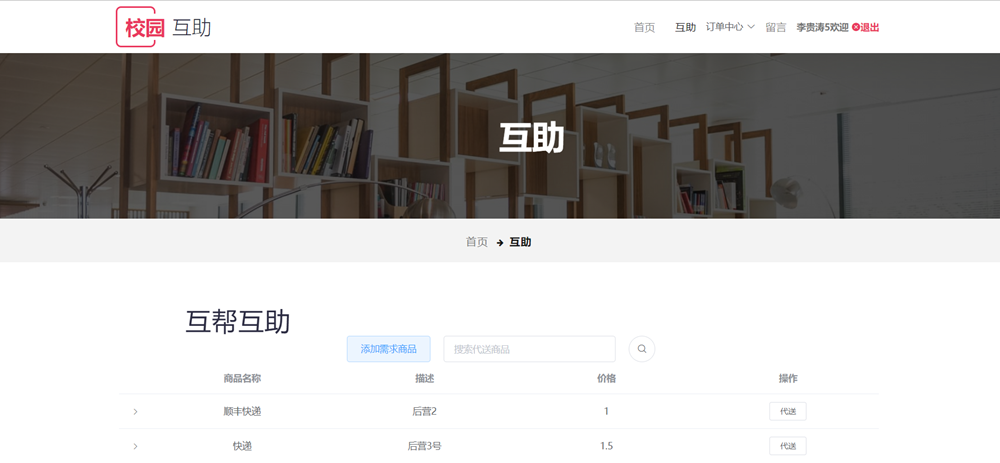 校园 互助 首页 互助 订单中心 留言 李贵涛5欢迎 退出
互助
首页 → 互助
互帮互助
添加需求商品 搜索代送商品
商品名称 描述 价格 操作
顺丰快递 后营2 1 代送
快递 后营3号 1.5 代送